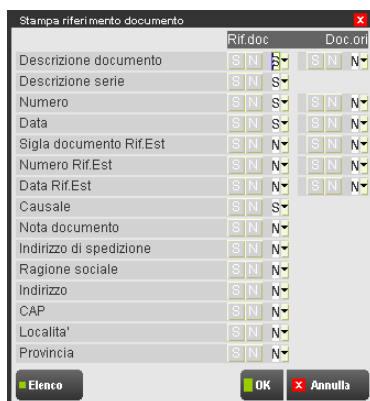 Stampa riferimento documento x
Rif.doc Doc.ori
Descrizione documento S N S S N N
Descrizione serie S N S
Numero S N S S N N
Data S N S S N N
Sigla documento Rif.Est S N N S N N
Numero Rif.Est S N N S N N
Data Rif.Est S N N S N N
Causale S N S
Nota documento S N N
Indirizzo di spedizione S N N
Ragione sociale S N N
Indirizzo S N N
CAP S N N
Localita' S N N
Provincia S N N
Elenco OK x Annulla